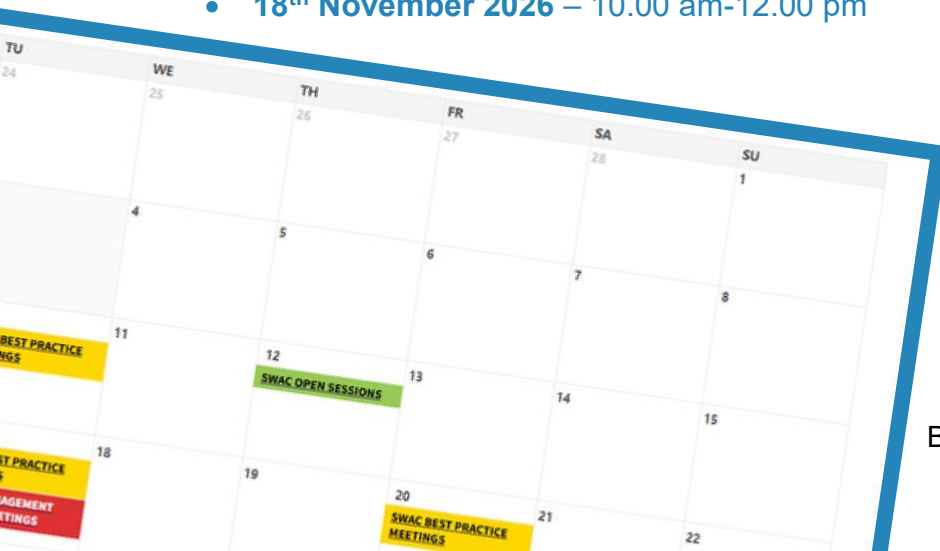 • 18th November 2026 – 10.00 am-12.00 pm
TU WE TH FR SA SU
24 25 26 27 28 1
4 5 6 7 8
BEST PRACTICE
11 12 13 14 15
SWAC OPEN SESSIONS
PRACTICE
18 19 20 21 22
SWAC BEST PRACTICE
MEETINGS